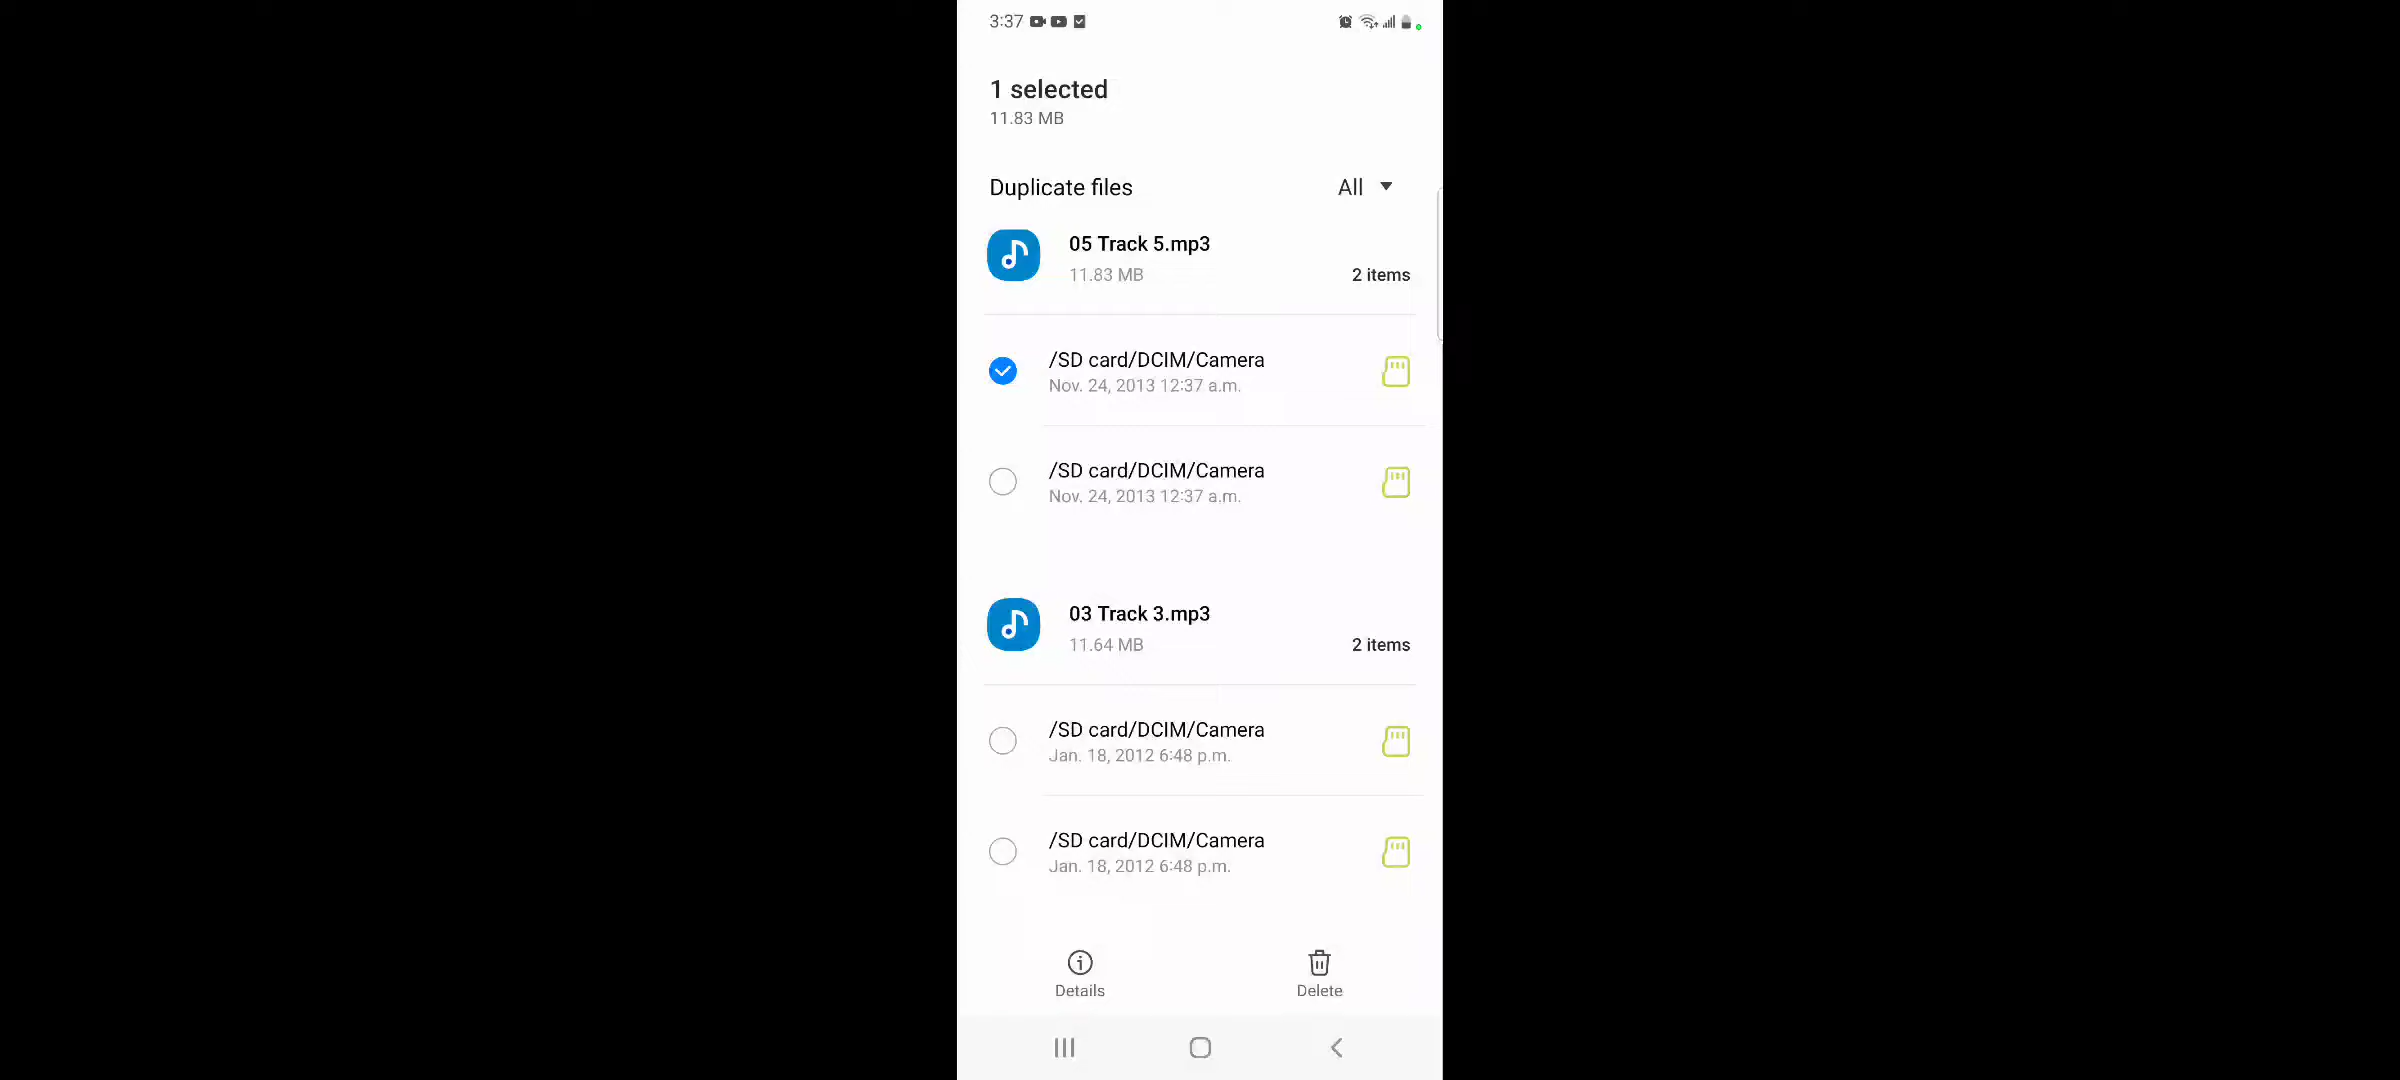 3:37
1 selected
11.83 MB
Duplicate files All
05 Track 5.mp3
11.83 MB 2 items
/SD card/DCIM/Camera
Nov. 24, 2013 12:37 a.m.
/SD card/DCIM/Camera
Nov. 24, 2013 12:37 a.m.
03 Track 3.mp3
11.64 MB 2 items
/SD card/DCIM/Camera
Jan. 18, 2012 6:48 p.m.
/SD card/DCIM/Camera
Jan. 18, 2012 6:48 p.m.
Details Delete